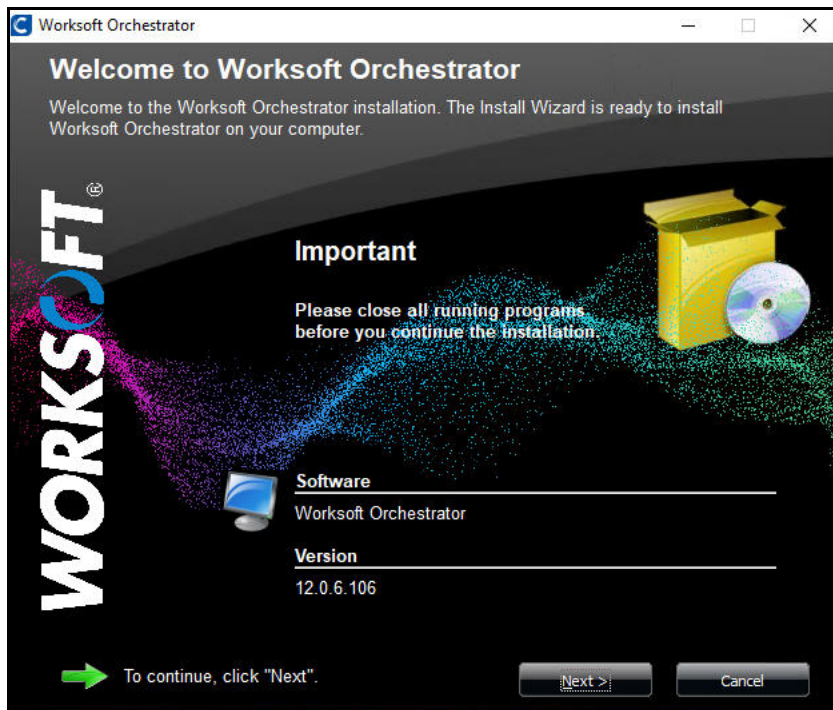 Worksoft Orchestrator
Welcome to Worksoft Orchestrator
Welcome to the Worksoft Orchestrator installation. The Install Wizard is ready to install
Worksoft Orchestrator on your computer.
WORKSOFT®
Important
Please close all running programs
before you continue the installation.
Software
Worksoft Orchestrator
Version
12.0.6.106
To continue, click "Next".
Next >
Cancel